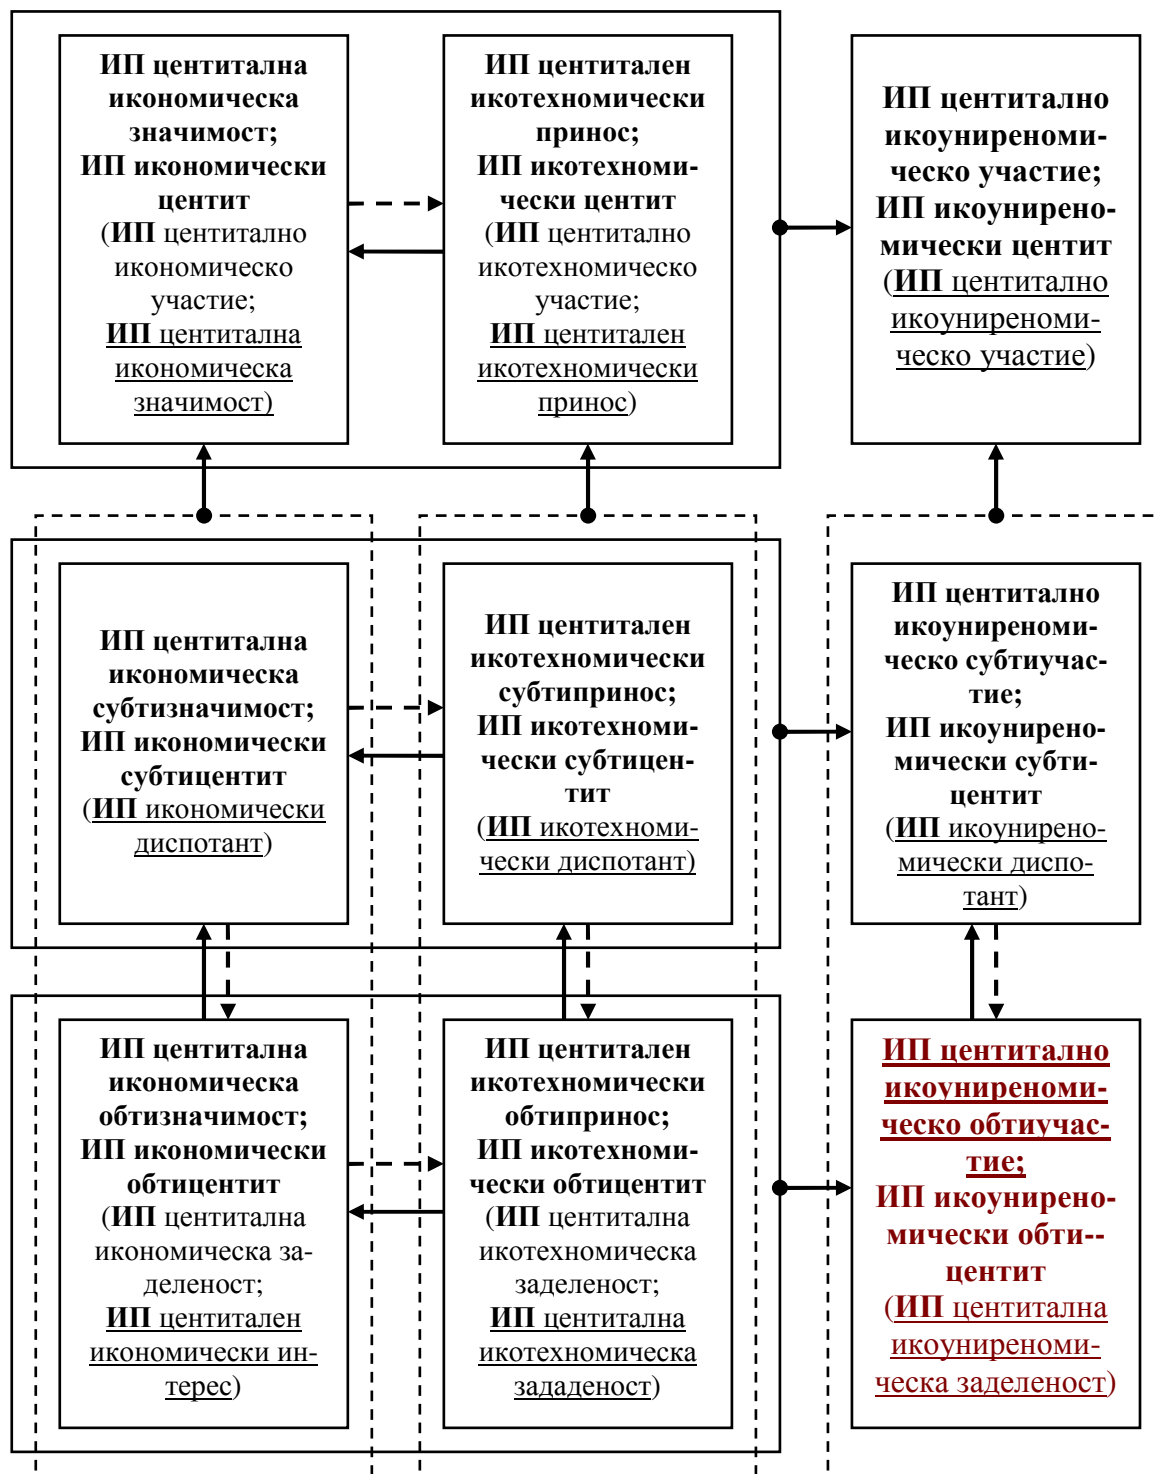 ИП центитална
икономическа
значимост;
ИП икономически
центит
(ИП центитално
икономическо
участие;
ИП центитална
икономическа
значимост)
ИП центитален
икотехномически
принос;
ИП икотехноми-
чески центит
(ИП центитално
икотехномическо
участие;
ИП центитален
икотехномически
принос)
ИП центитално
икоуниреноми-
ческо участие;
ИП икоунирено-
мически центит
(ИП центитално
икоуниреноми-
ческо участие)
ИП центитална
икономическа
субтизначимост;
ИП икономически
субтицентит
(ИП икономически
диспотант)
ИП центитален
икотехномически
субтипринос;
ИП икотехноми-
чески субтицен-
тит
(ИП икотехноми-
чески диспотант)
ИП центитално
икоуниреноми-
ческо субтиучас-
тие;
ИП икоунирено-
мически субти-
центит
(ИП икоунирено-
мически диспо-
тант)
ИП центитална
икономическа
обтизначимост;
ИП икономически
обтицентит
(ИП центитална
икономическа за-
деленост;
ИП центитален
икономически ин-
терес)
ИП центитален
икотехномически
обтипринос;
ИП икотехноми-
чески обтицентит
(ИП центитална
икотехномическа
заделеност;
ИП центитална
икотехномическа
зададеност)
ИП центитално
икоуниреноми-
ческо обтиучас-
тие;
ИП икоунирено-
мически обти--
центит
(ИП центитална
икоуниреноми-
ческа заделеност)